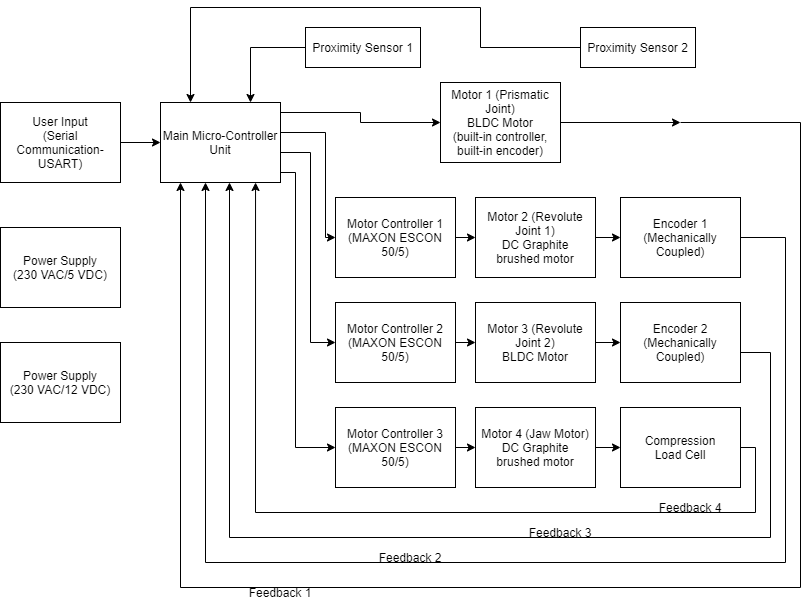 Proximity Sensor 1
Proximity Sensor 2
User Input
(Serial
Communication-
USART)
Main Micro-Controller
Unit
Motor 1 (Prismatic
Joint)
BLDC Motor
(built-in controller,
built-in encoder)
Power Supply
(230 VAC/5 VDC)
Motor Controller 1
(MAXON ESCON
50/5)
Motor 2 (Revolute
Joint 1)
DC Graphite
brushed motor
Encoder 1
(Mechanically
Coupled)
Power Supply
(230 VAC/12 VDC)
Motor Controller 2
(MAXON ESCON
50/5)
Motor 3 (Revolute
Joint 2)
BLDC Motor
Encoder 2
(Mechanically
Coupled)
Motor Controller 3
(MAXON ESCON
50/5)
Motor 4 (Jaw Motor)
DC Graphite
brushed motor
Compression
Load Cell
Feedback 4
Feedback 3
Feedback 2
Feedback 1